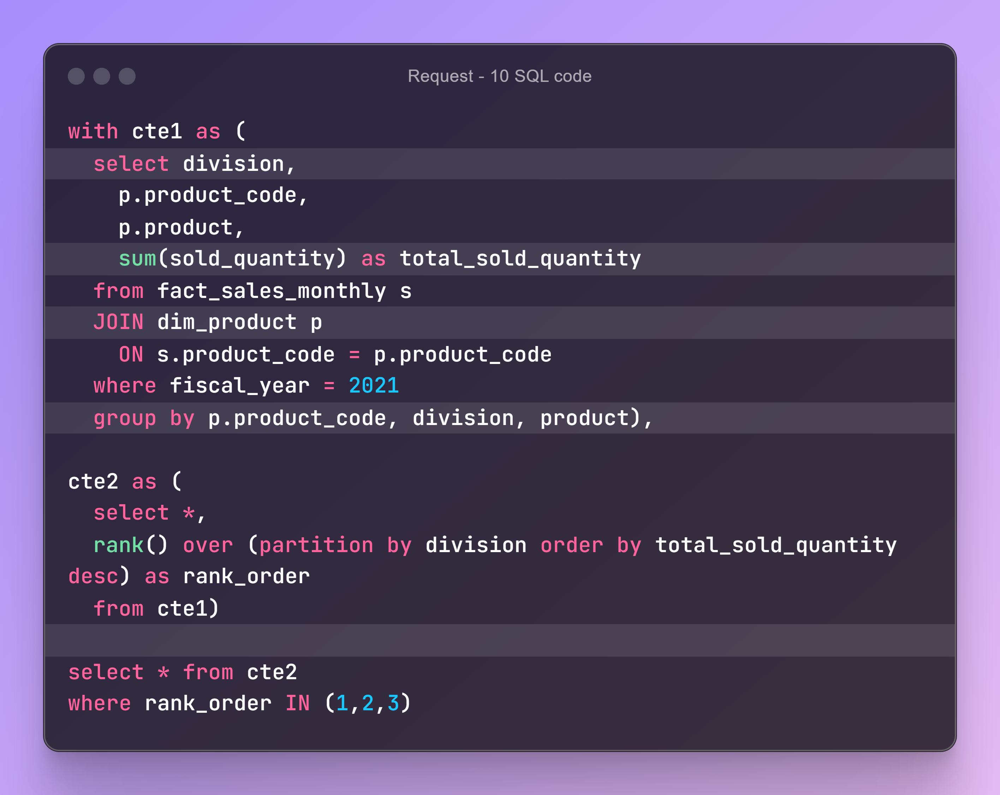 Request - 10 SQL code
with cte1 as (
  select division,
    p.product_code,
    p.product,
    sum(sold_quantity) as total_sold_quantity
  from fact_sales_monthly s
  JOIN dim_product p
    ON s.product_code = p.product_code
  where fiscal_year = 2021
  group by p.product_code, division, product),
cte2 as (
  select *,
  rank() over (partition by division order by total_sold_quantity
desc) as rank_order
  from cte1)
select * from cte2
where rank_order IN (1,2,3)